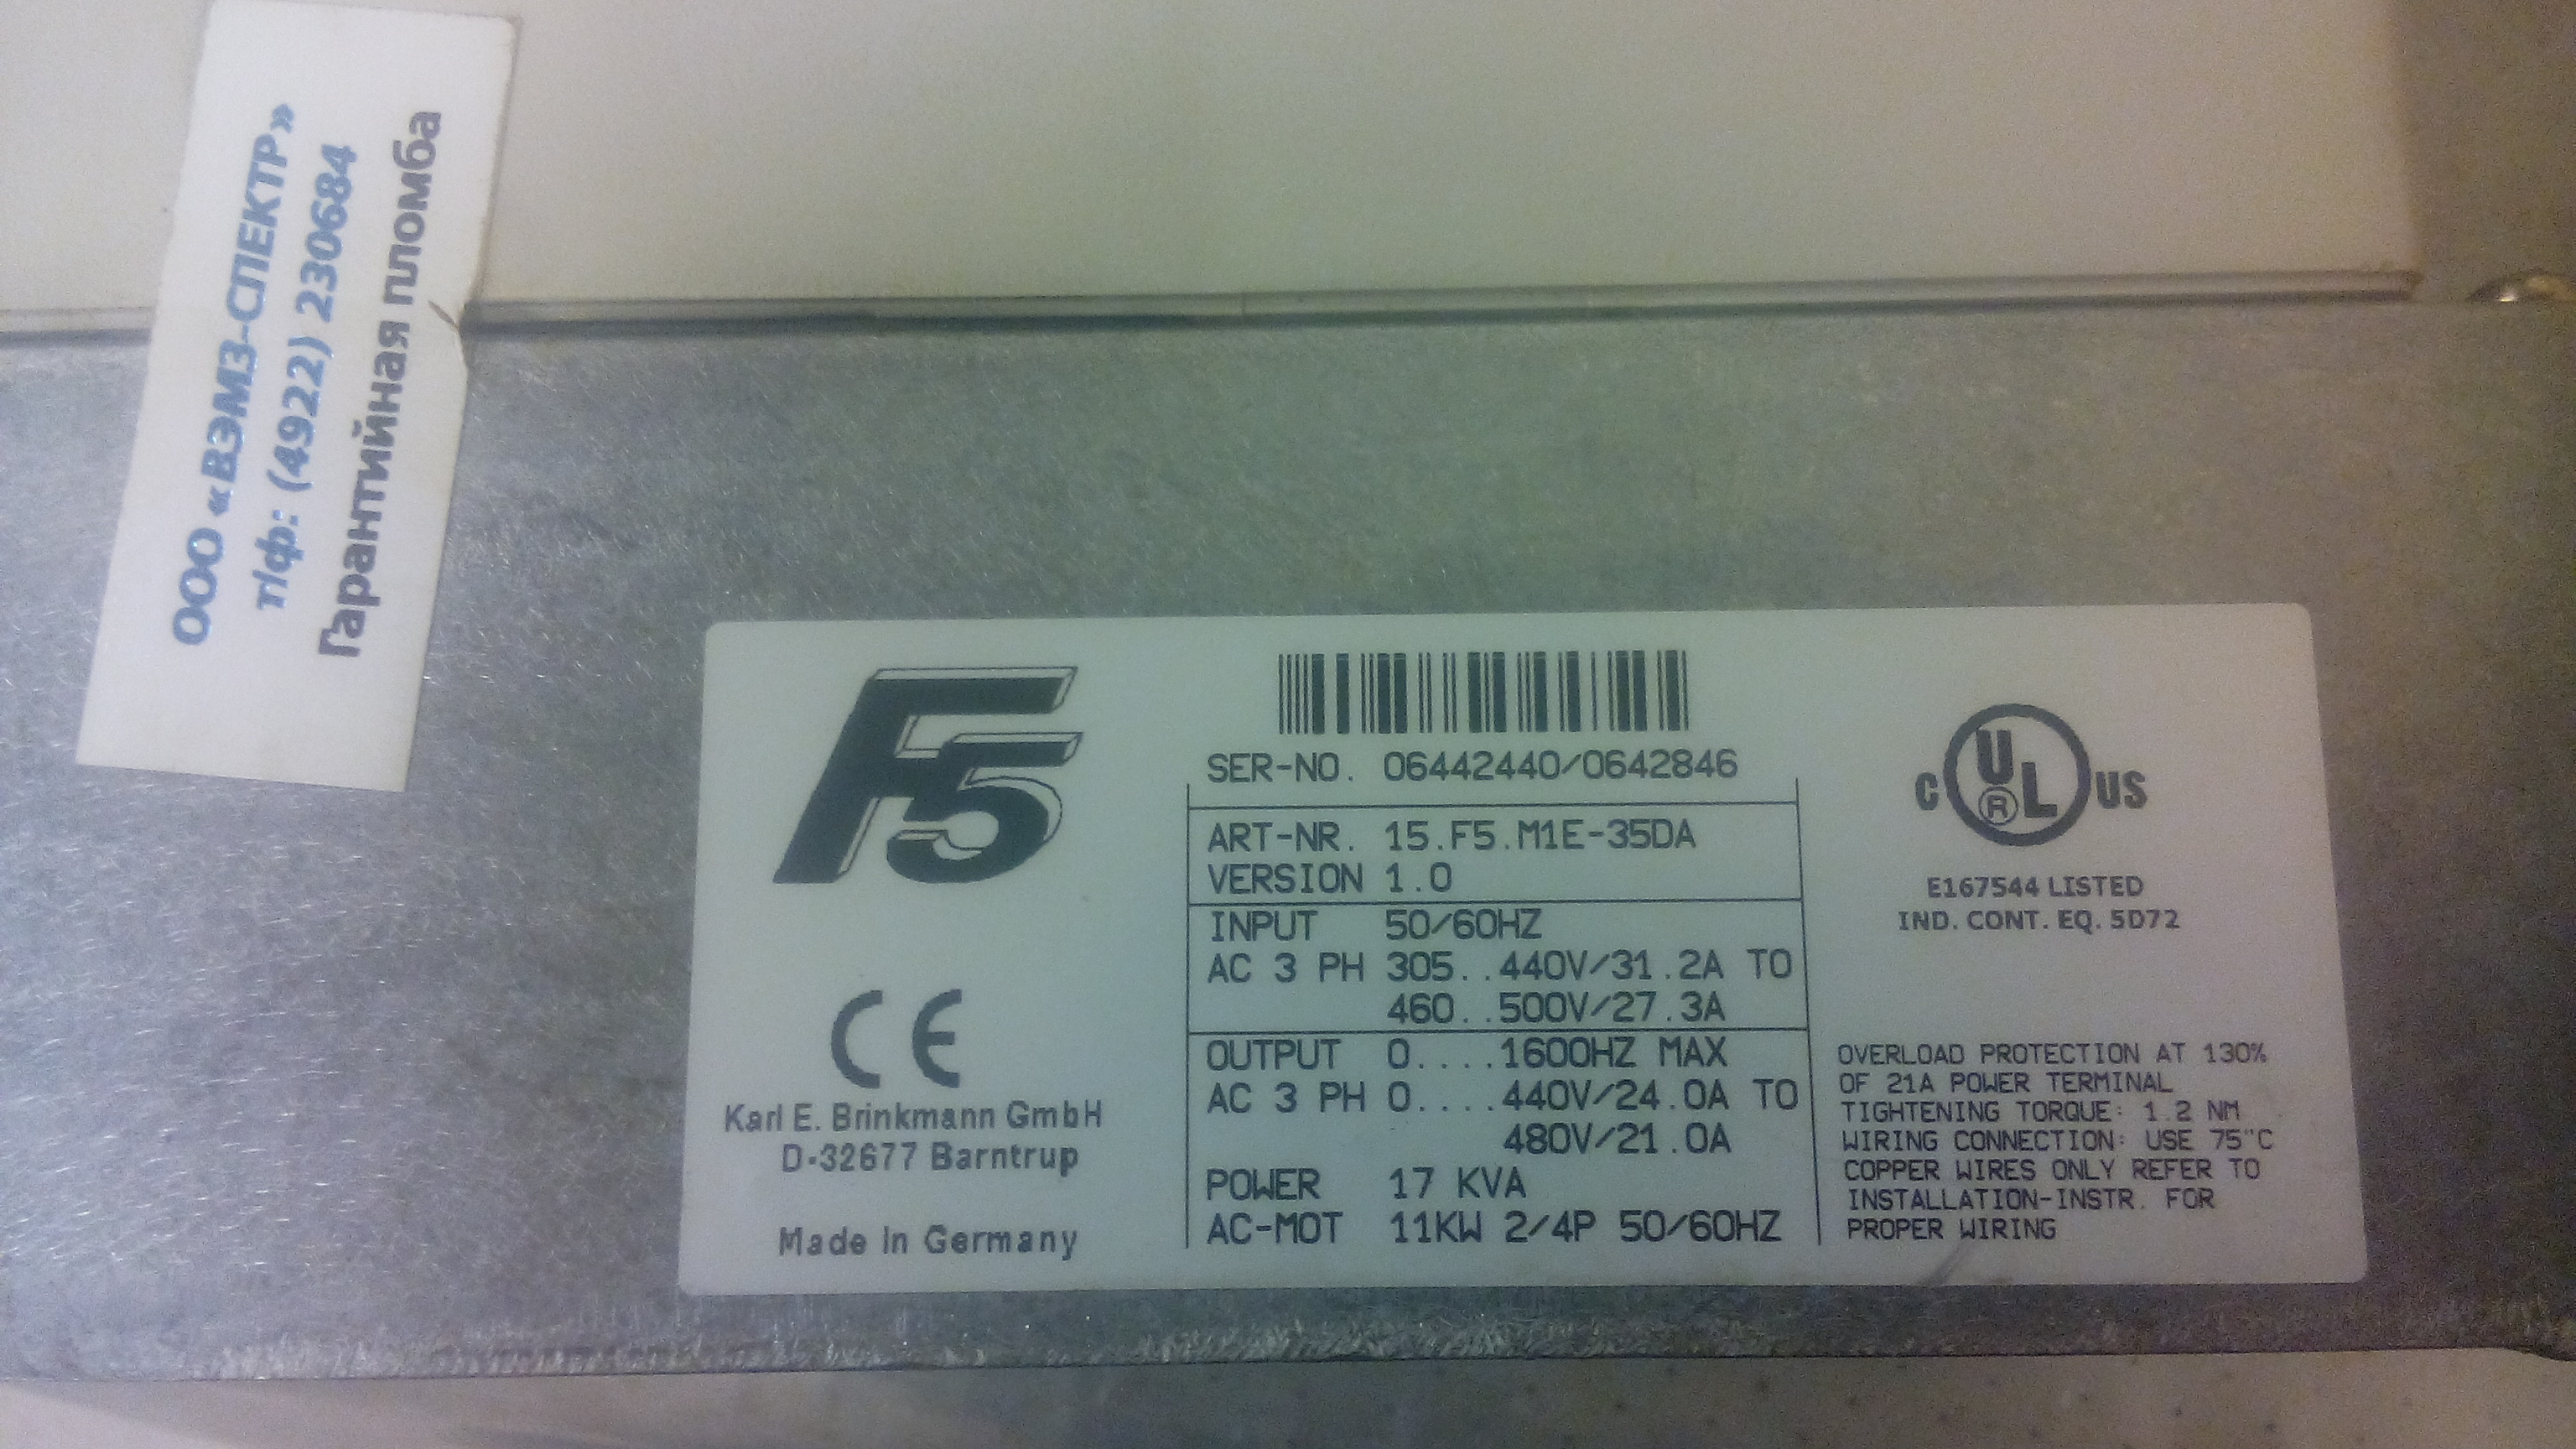 ООО «ВЭМЗ-СПЕКТР»
т/ф: (4922) 230684
Гарантийная пломба
F5
CE
Karl E. Brinkmann GmbH
D-32677 Barntrup
Made In Germany
SER-NO. 06442440/0642846
ART-NR. 15.F5.M1E-35DA
VERSION 1.0
INPUT 50/60HZ
AC 3 PH 305..440V/31.2A TO
460..500V/27.3A
OUTPUT 0....1600HZ MAX
AC 3 PH 0....440V/24.0A TO
480V/21.0A
POWER 17 KVA
AC-MOT 11KW 2/4P 50/60HZ
C UL US
®
E167544 LISTED
IND. CONT. EQ. 5D72
OVERLOAD PROTECTION AT 130%
OF 21A POWER TERMINAL
TIGHTENING TORQUE: 1.2 NM
WIRING CONNECTION: USE 75"C
COPPER WIRES ONLY REFER TO
INSTALLATION-INSTR. FOR
PROPER WIRING